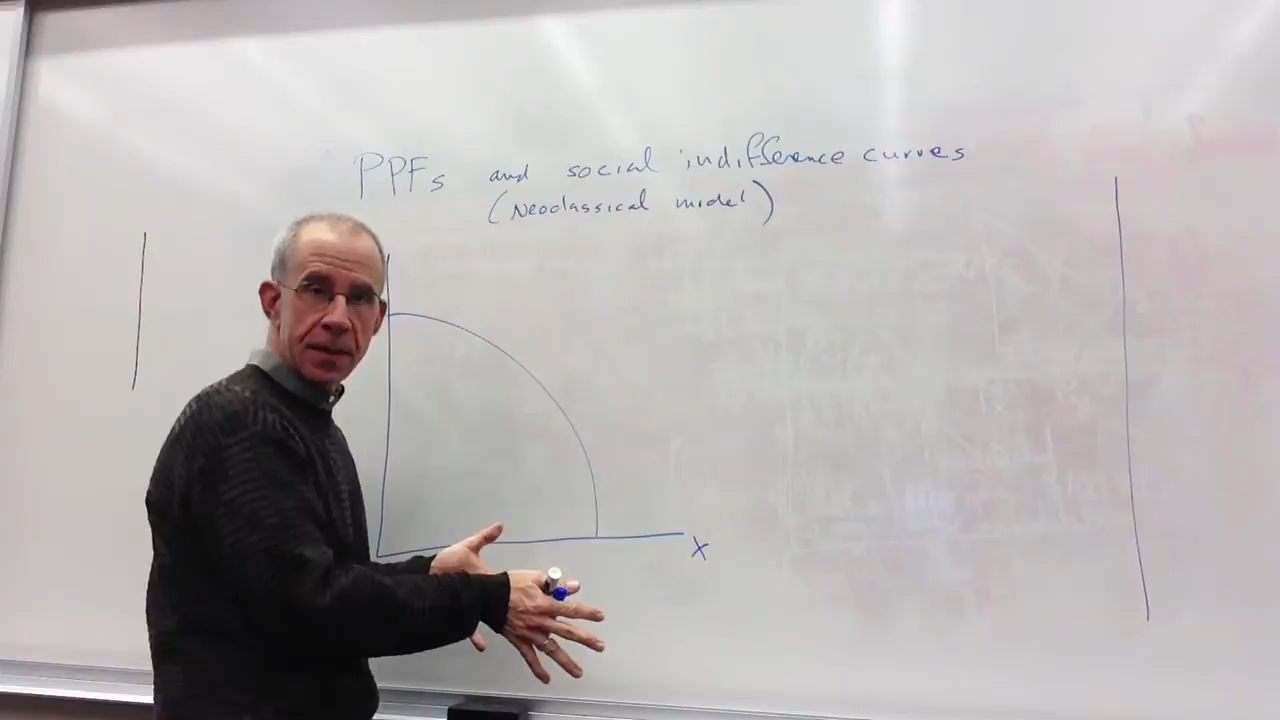 PPFs and social indifference curves
(Neoclassical model)
X